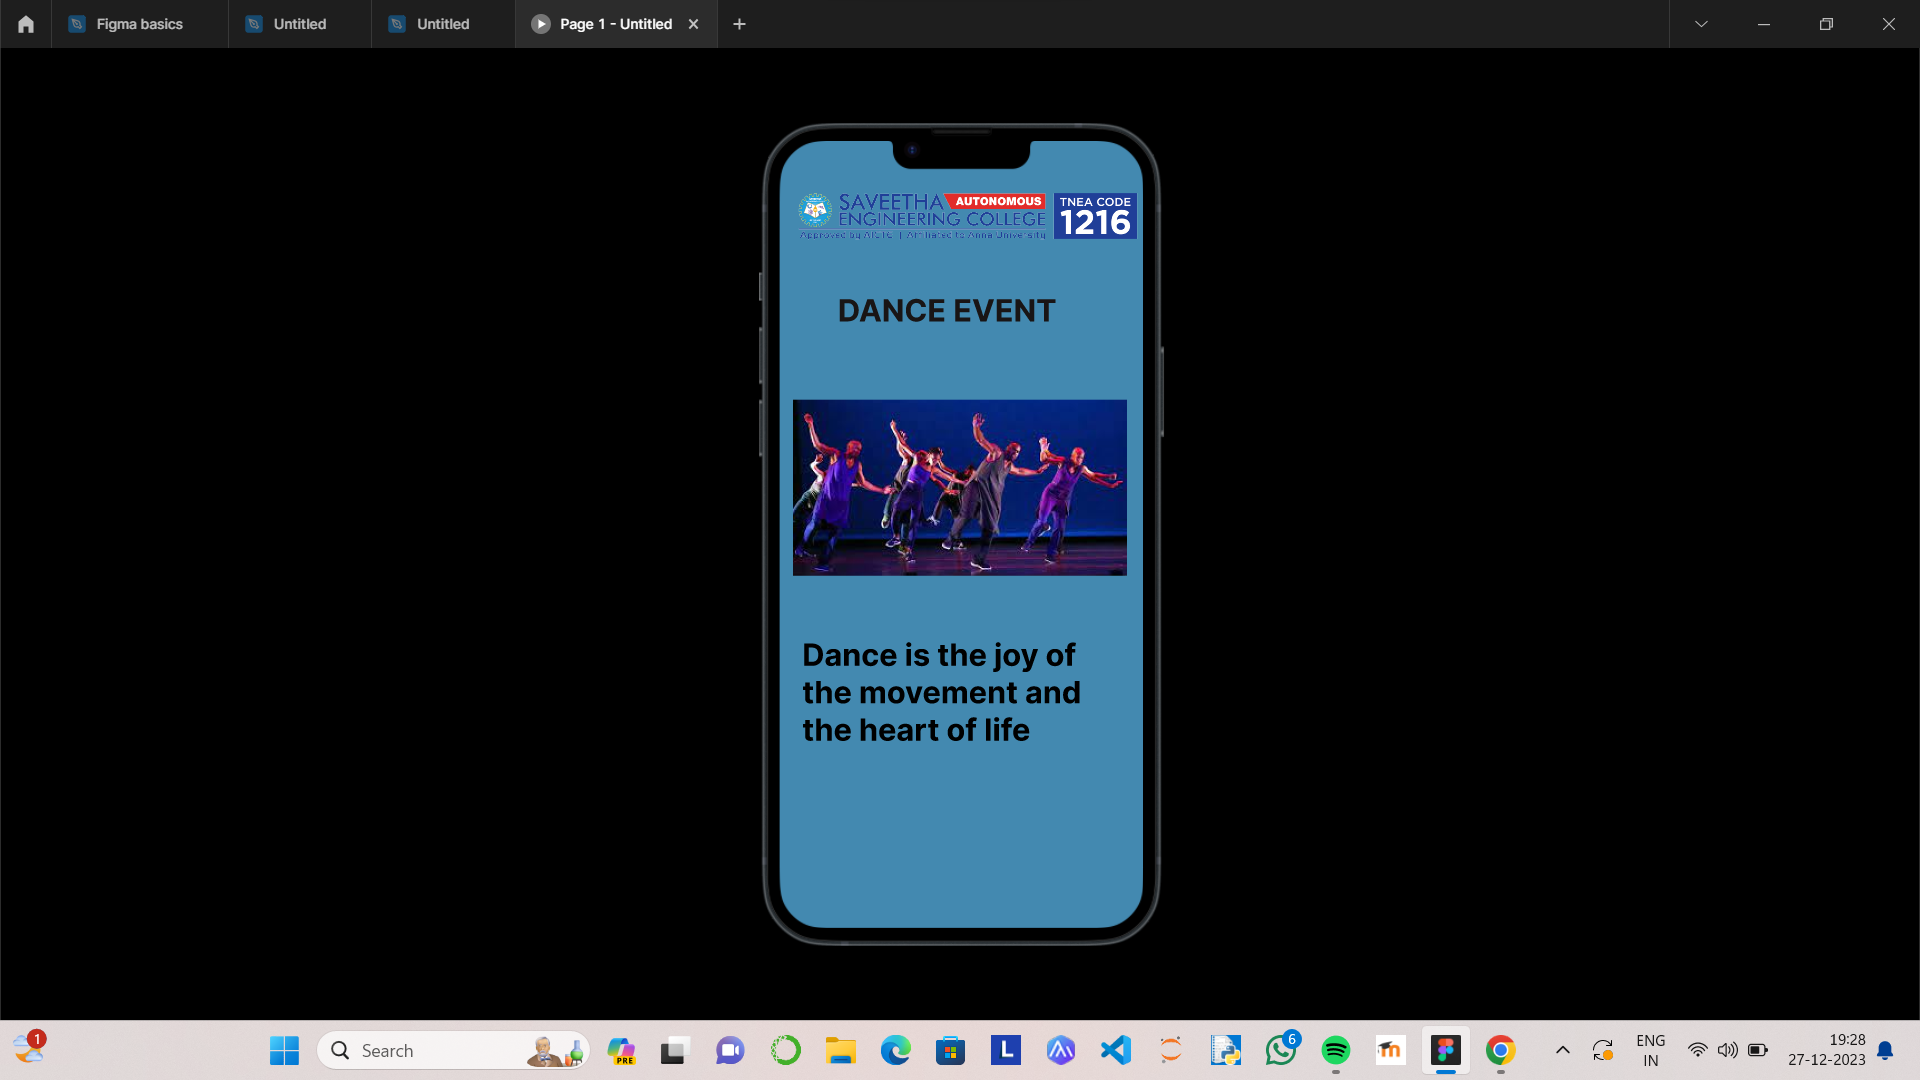 Figma basics
Untitled
Untitled
Page 1 - Untitled
SAVEETHA AUTONOMOUS
ENGINEERING COLLEGE
Approved by AICTE | Affiliated to Anna University
TNEA CODE
1216
DANCE EVENT
Dance is the joy of
the movement and
the heart of life
1
Search
PRE
L
6
m
ENG
IN
19:28
27-12-2023